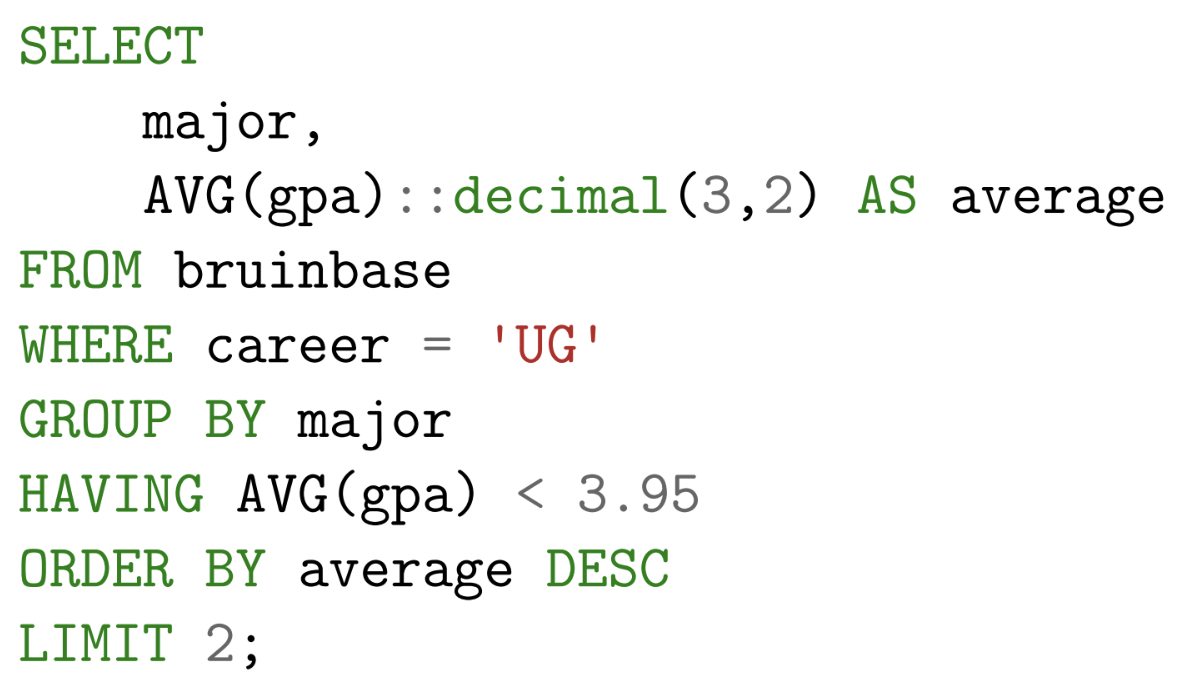 SELECT
    major,
    AVG(gpa)::decimal(3,2) AS average
FROM bruinbase
WHERE career = 'UG'
GROUP BY major
HAVING AVG(gpa) < 3.95
ORDER BY average DESC
LIMIT 2;